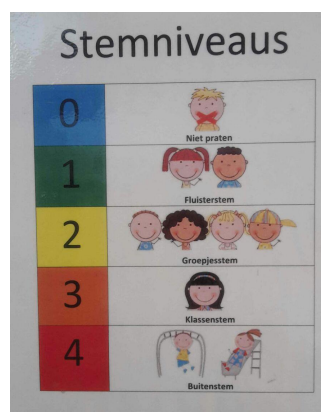 Stemniveaus
0
Niet praten
1
Fluisterstem
2
Groepjesstem
3
Klassenstem
4
Buitenstem